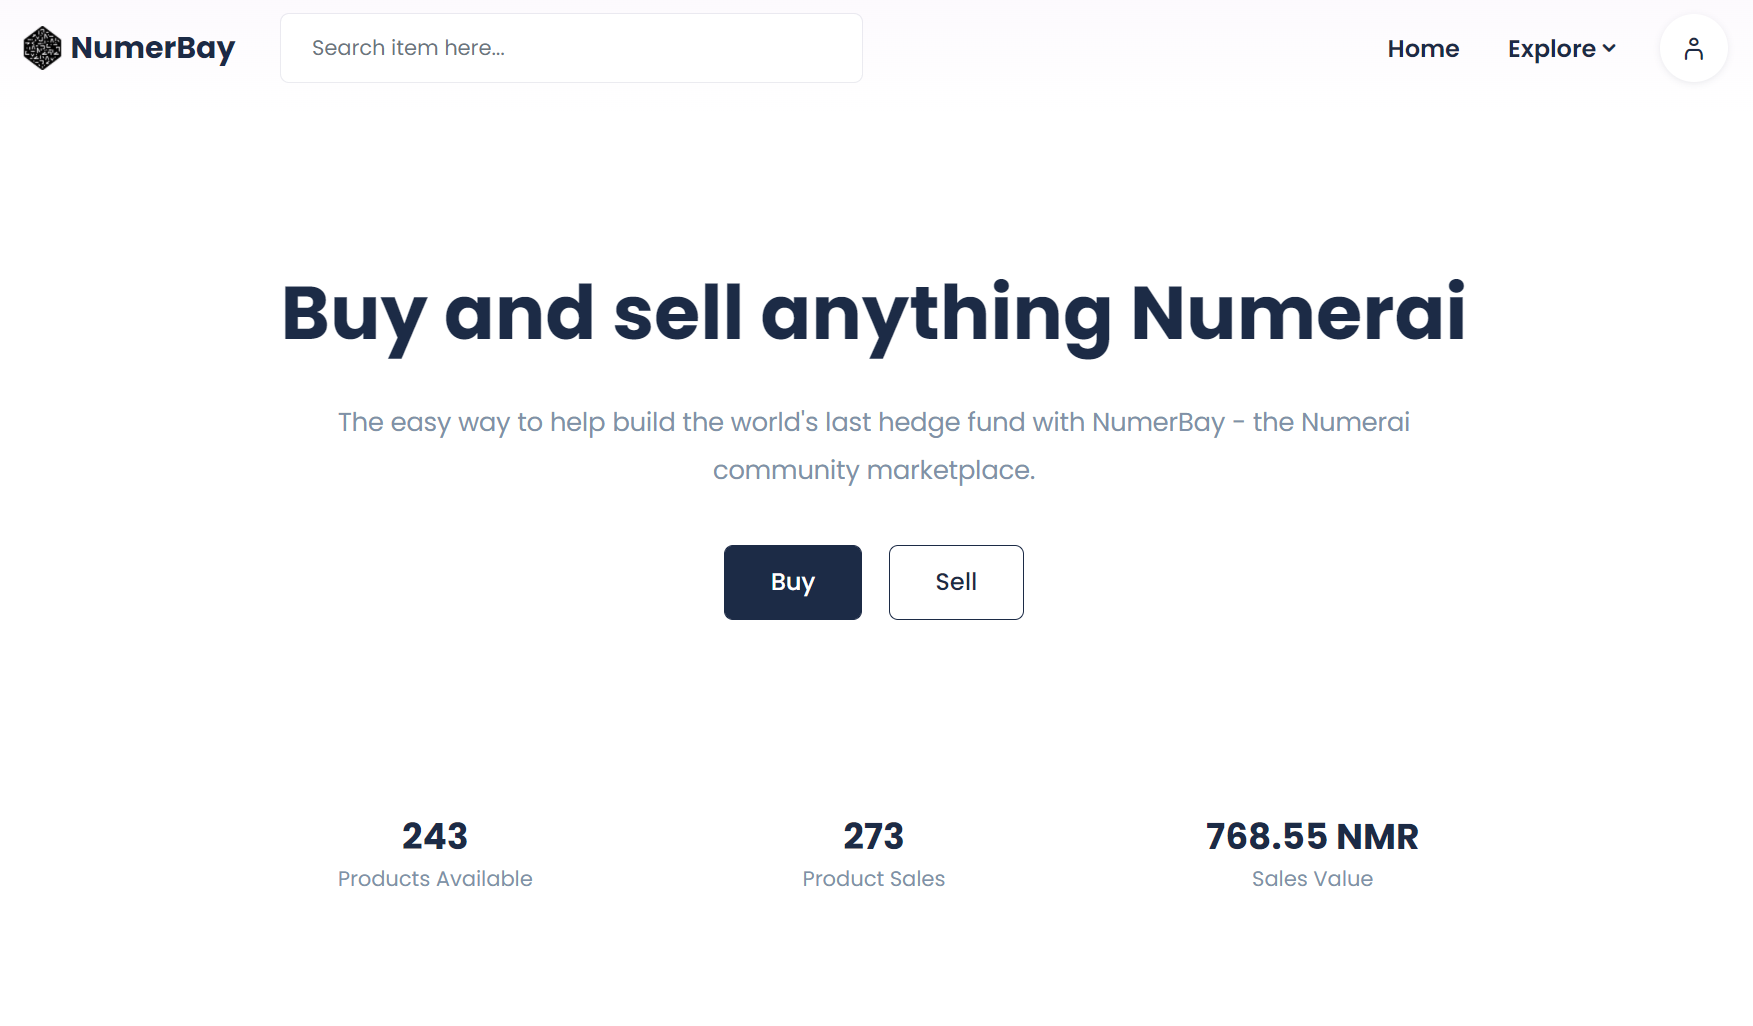 NumerBay
Search item here...
Home
Explore
Buy and sell anything Numerai
The easy way to help build the world's last hedge fund with NumerBay - the Numerai
community marketplace.
Buy
Sell
243
Products Available
273
Product Sales
768.55 NMR
Sales Value